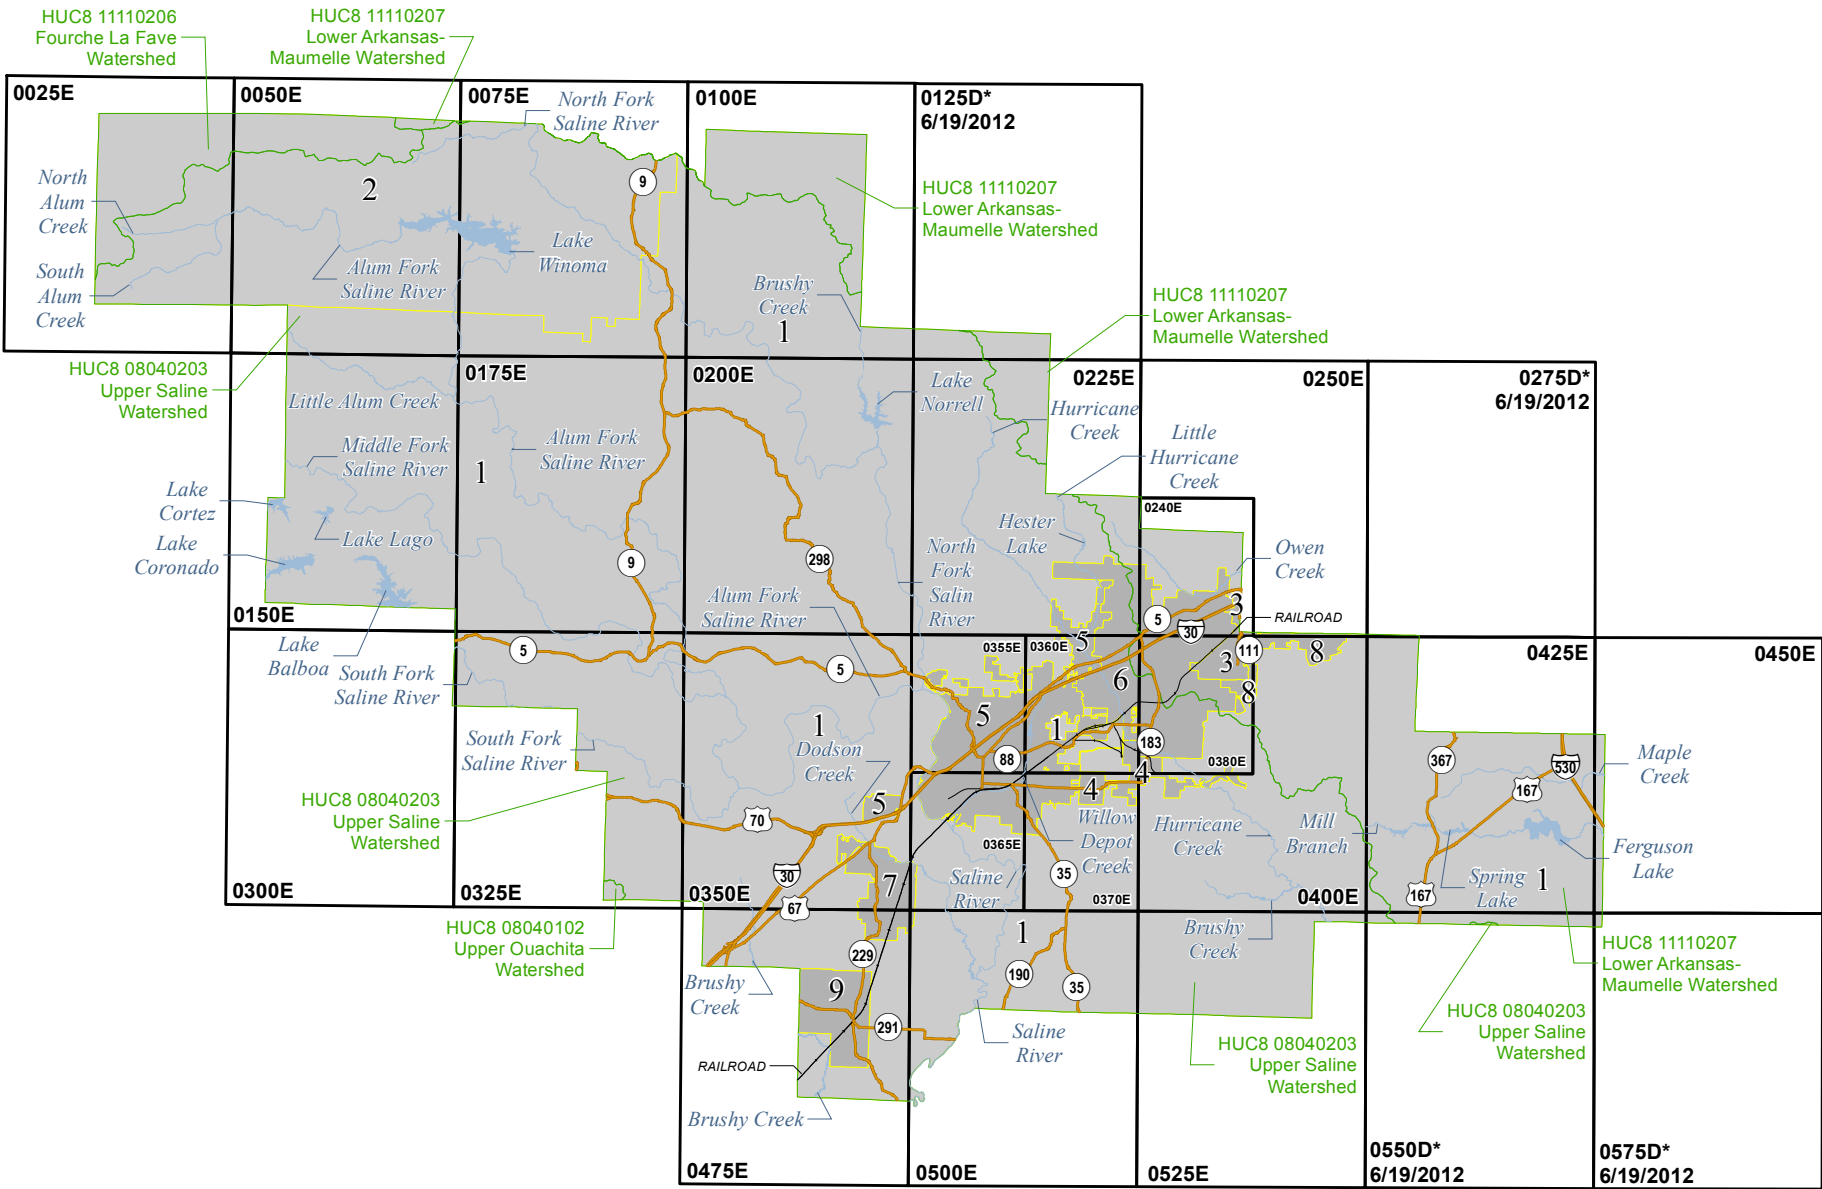 HUC8 11110206
Fourche La Fave
Watershed
HUC8 11110207
Lower Arkansas-
Maumelle Watershed
0025E
0050E
0075E
0100E
0125D*
6/19/2012
North Fork
Saline River
9
2
North
Alum
Creek
South
Alum
Creek
Alum Fork
Saline River
Lake
Winoma
HUC8 11110207
Lower Arkansas-
Maumelle Watershed
Brushy
Creek
1
HUC8 11110207
Lower Arkansas-
Maumelle Watershed
HUC8 08040203
Upper Saline
Watershed
0175E
0200E
0225E
0250E
0275D*
6/19/2012
Little Alum Creek
Middle Fork
Saline River
1
Alum Fork
Saline River
Lake
Norrell
Hurricane
Creek
Little
Hurricane
Creek
Lake
Cortez
Lake
Coronado
Lake Lago
9
298
Hester
Lake
North
Fork
Salin
River
0240E
Owen
Creek
Alum Fork
Saline River
0150E
3
5
30
RAILROAD
Lake
Balboa
South Fork
Saline River
5
5
0355E
0360E
5
6
3
111
8
8
0425E
0450E
South Fork
Saline River
1
Dodson
Creek
5
1
88
183
0380E
4
4
367
530
167
Maple
Creek
HUC8 08040203
Upper Saline
Watershed
70
5
30
67
7
0365E
Saline
River
Willow
Depot
Creek
35
0370E
Hurricane
Creek
Mill
Branch
Spring
Lake
1
167
Ferguson
Lake
0300E
0325E
0350E
0400E
HUC8 08040102
Upper Ouachita
Watershed
229
1
190
35
Brushy
Creek
Brushy
Creek
9
291
RAILROAD
Brushy Creek
Saline
River
HUC8 08040203
Upper Saline
Watershed
HUC8 08040203
Upper Saline
Watershed
HUC8 11110207
Lower Arkansas-
Maumelle Watershed
0475E
0500E
0525E
0550D*
6/19/2012
0575D*
6/19/2012